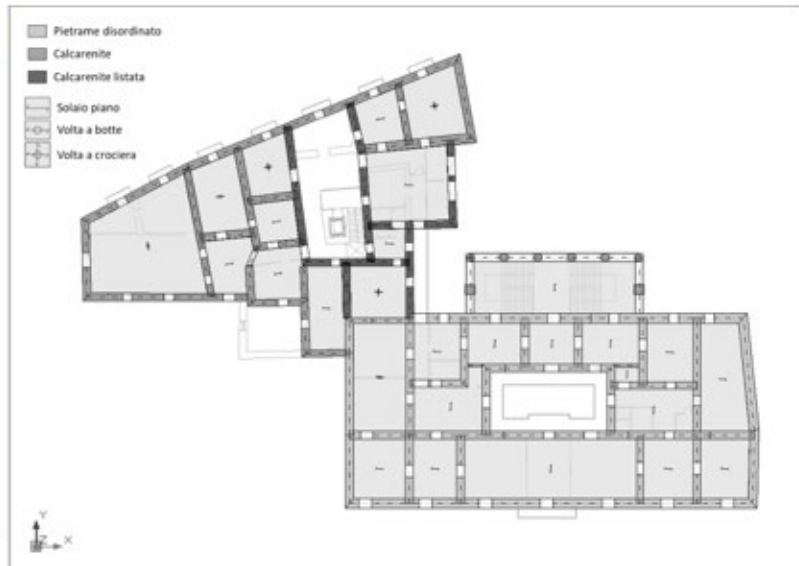 Pietrame disordinato
Calcarenite
Calcarenite listata
Solaio piano
Volta a botte
Volta a crociera
Y
Z
X